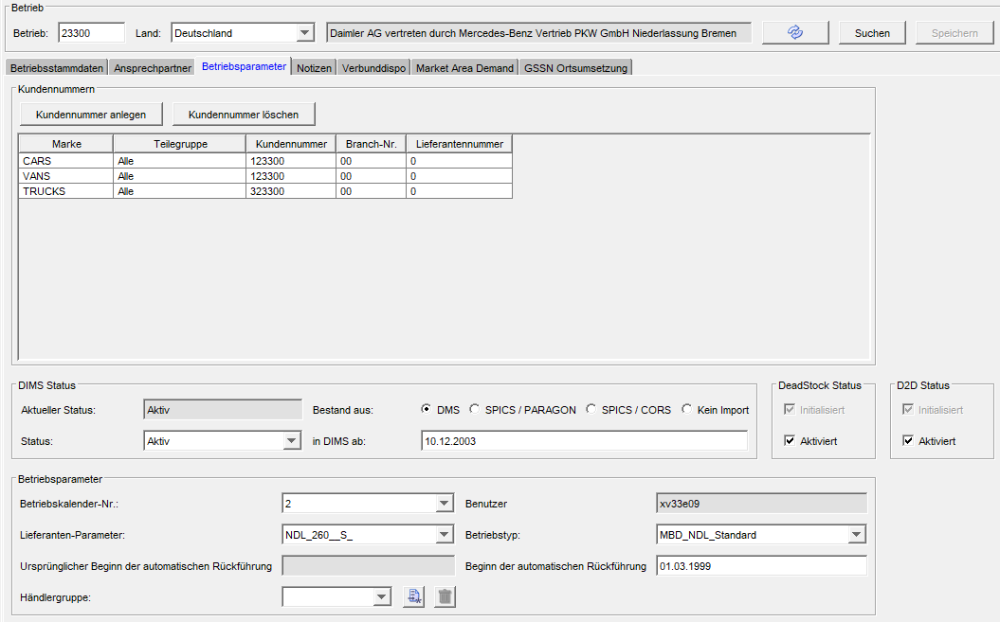 Betrieb
Betrieb: 23300 Land: Deutschland Daimler AG vertreten durch Mercedes-Benz Vertrieb PKW GmbH Niederlassung Bremen Suchen Speichern
Betriebsstammdaten Ansprechpartner Betriebsparameter Notizen Verbunddispo Market Area Demand GSSN Ortsumsetzung
Kundennummern
Kundennummer anlegen Kundennummer löschen
Marke Teilegruppe Kundennummer Branch-Nr. Lieferantennummer
CARS Alle 123300 00 0
VANS Alle 123300 00 0
TRUCKS Alle 323300 00 0
DIMS Status DeadStock Status D2D Status
Aktueller Status: Aktiv Bestand aus: DMS SPICS / PARAGON SPICS / CORS Kein Import Initialisiert Initialisiert
Status: Aktiv in DIMS ab: 10.12.2003 Aktiviert Aktiviert
Betriebsparameter
Betriebskalender-Nr.: 2 Benutzer xv33e09
Lieferanten-Parameter: NDL_260__S_ Betriebstyp: MBD_NDL_Standard
Ursprünglicher Beginn der automatischen Rückführung Beginn der automatischen Rückführung 01.03.1999
Händlergruppe: